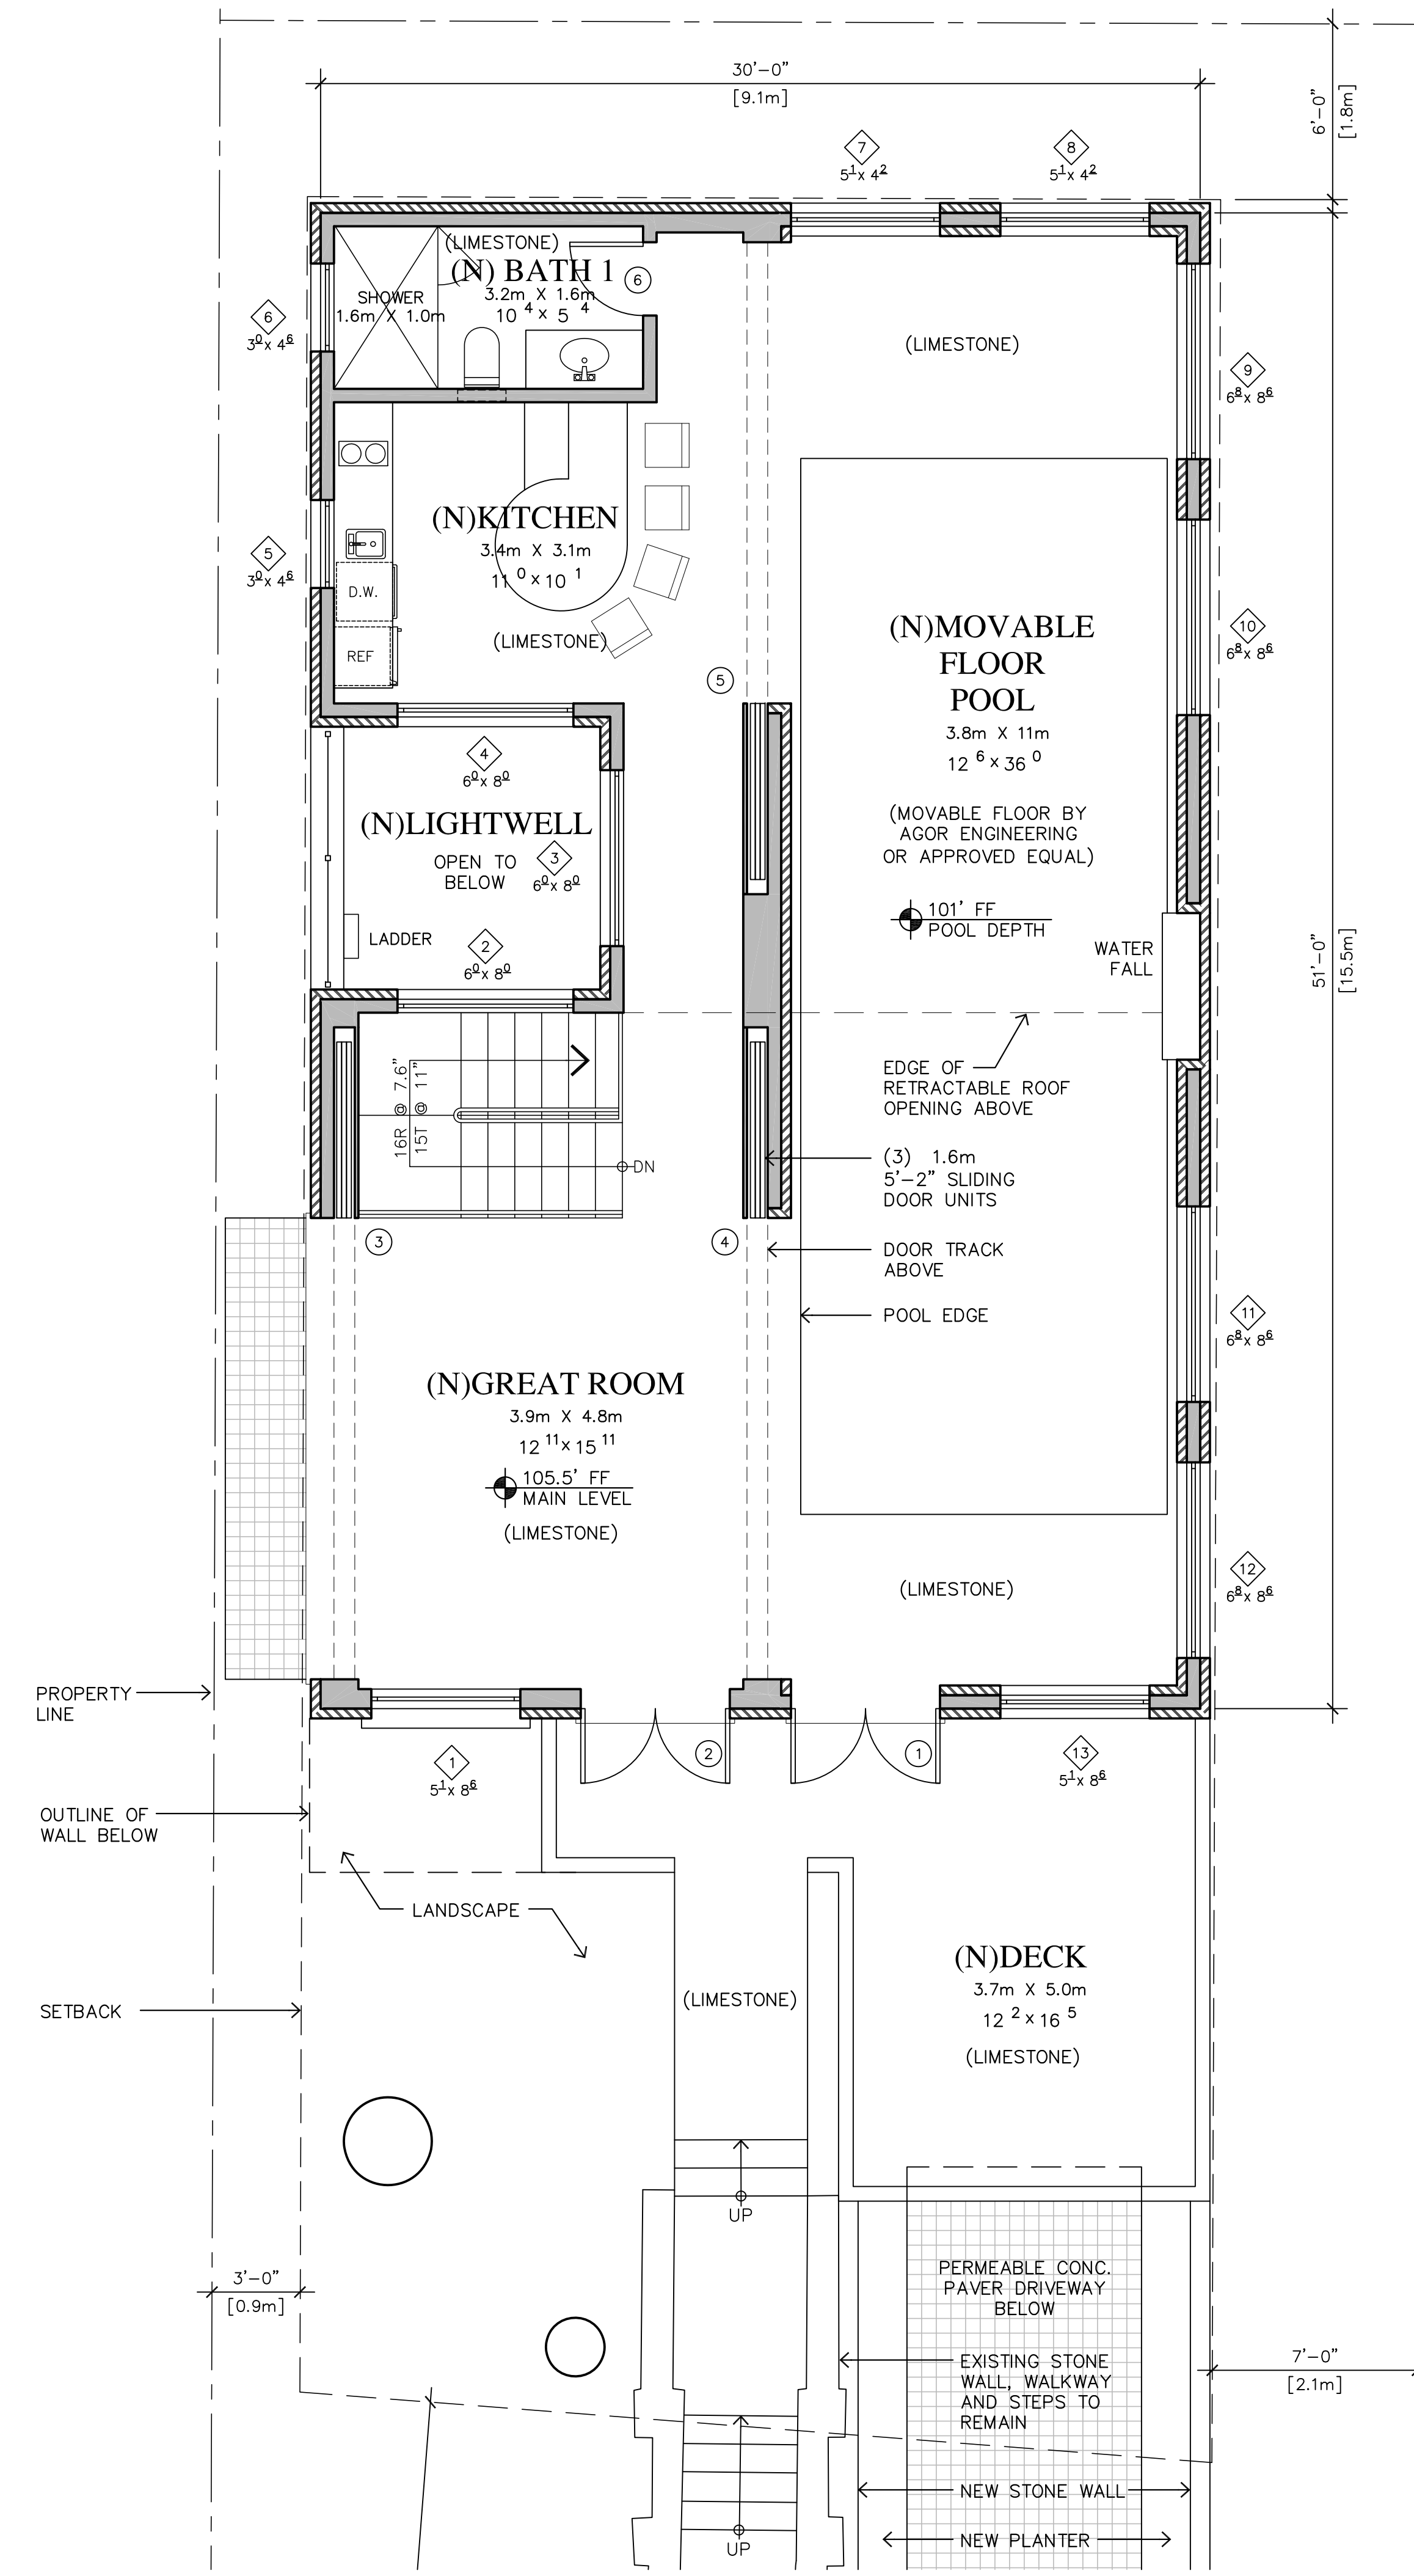 30'-0"
[9.1m]
6'-0"
[1.8m]
7
5¹x 4²
8
5¹x 4²
(LIMESTONE)
(N) BATH 1
3.2m X 1.6m
10 ⁴ x 5 ⁴
6
SHOWER
1.6m X 1.0m
6
3⁰x 4⁶
(LIMESTONE)
9
6⁸x 8⁶
(N)KITCHEN
3.4m X 3.1m
11 ⁰ x 10 ¹
(LIMESTONE)
5
3⁰x 4⁶
D.W.
REF
5
10
6⁸x 8⁶
(N)MOVABLE
FLOOR
POOL
3.8m X 11m
12 ⁶ x 36 ⁰
(MOVABLE FLOOR BY
AGOR ENGINEERING
OR APPROVED EQUAL)
101' FF
POOL DEPTH
WATER
FALL
51'-0"
[15.5m]
4
6⁰x 8⁰
(N)LIGHTWELL
OPEN TO
BELOW
3
6⁰x 8⁰
LADDER
2
6⁰x 8⁰
EDGE OF
RETRACTABLE ROOF
OPENING ABOVE
16R @ 7.6"
15T @ 11"
DN
(3) 1.6m
5'-2" SLIDING
DOOR UNITS
3
4
DOOR TRACK
ABOVE
POOL EDGE
11
6⁸x 8⁶
(N)GREAT ROOM
3.9m X 4.8m
12 ¹¹ x 15 ¹¹
105.5' FF
MAIN LEVEL
(LIMESTONE)
(LIMESTONE)
12
6⁸x 8⁶
PROPERTY
LINE
1
5¹x 8⁶
2
1
13
5¹x 8⁶
OUTLINE OF
WALL BELOW
LANDSCAPE
(N)DECK
3.7m X 5.0m
12 ² x 16 ⁵
(LIMESTONE)
(LIMESTONE)
SETBACK
UP
3'-0"
[0.9m]
PERMEABLE CONC.
PAVER DRIVEWAY
BELOW
EXISTING STONE
WALL, WALKWAY
AND STEPS TO
REMAIN
7'-0"
[2.1m]
NEW STONE WALL
NEW PLANTER
UP